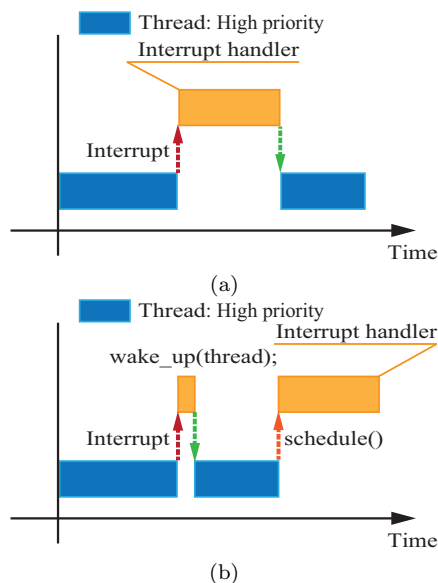 Thread: High priority
Interrupt handler
Interrupt
Time
(a)
Thread: High priority
Interrupt handler
wake_up(thread);
Interrupt
schedule()
Time
(b)